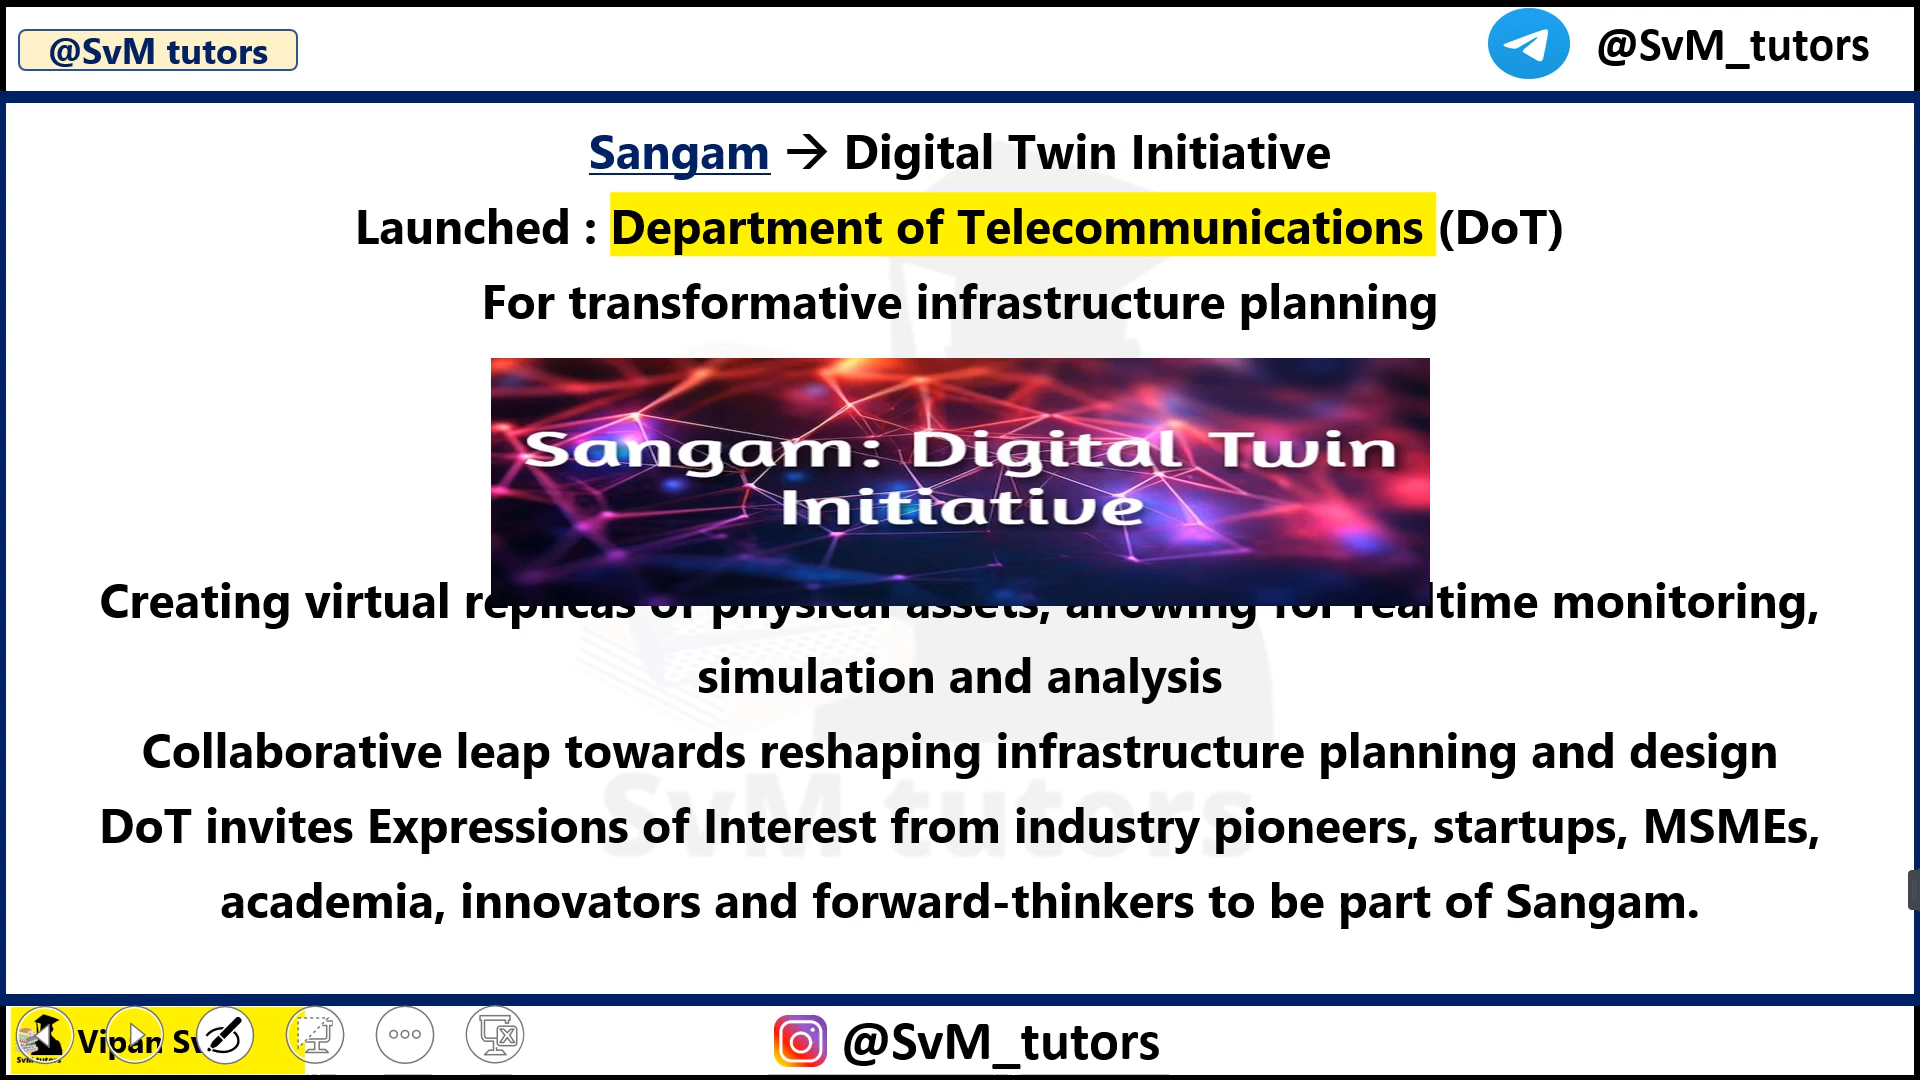 @SvM tutors
@SvM_tutors
Sangam → Digital Twin Initiative
Launched : Department of Telecommunications (DoT)
For transformative infrastructure planning
Sangam: Digital Twin
Initiative
Creating virtual replicas of physical assets, allowing for realtime monitoring,
simulation and analysis
Collaborative leap towards reshaping infrastructure planning and design
DoT invites Expressions of Interest from industry pioneers, startups, MSMEs,
academia, innovators and forward-thinkers to be part of Sangam.
SvM tutors
Vipan
@SvM_tutors